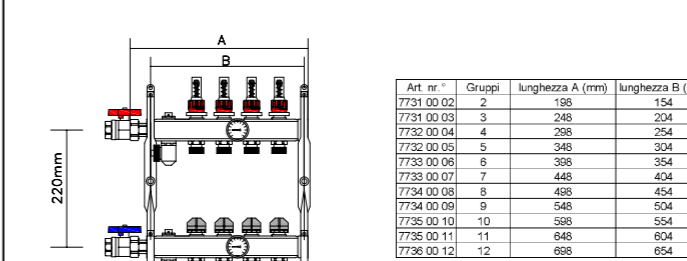 A
B
220mm
Art. nr.° Gruppi lunghezza A (mm) lunghezza B (
7731 00 02 2 198 154
7731 00 03 3 248 204
7732 00 04 4 298 254
7732 00 05 5 348 304
7733 00 06 6 398 354
7733 00 07 7 448 404
7734 00 08 8 498 454
7734 00 09 9 548 504
7735 00 10 10 598 554
7735 00 11 11 648 604
7736 00 12 12 698 654